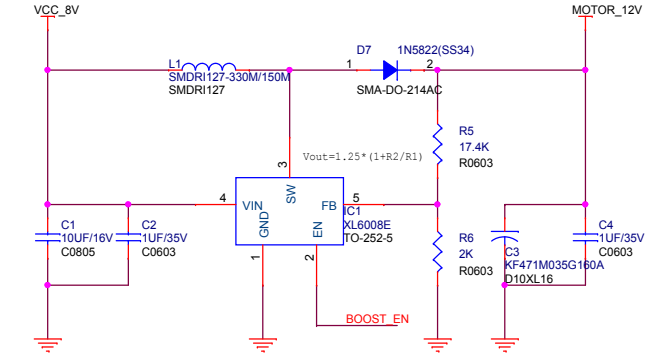 VCC_8V
MOTOR_12V
L1
SMDRI127-330M/150M
SMDRI127
D7 1N5822(SS34)
1 2
SMA-DO-214AC
R5
17.4K
R0603
Vout=1.25*(1+R2/R1)
3
4 VIN SW FB 5
GND EN
1 2
IC1
XL6008E
TO-252-5
R6
2K
R0603
C1
10UF/16V
C0805
C2
1UF/35V
C0603
C3
KF471M035G160A
D10XL16
C4
1UF/35V
C0603
BOOST_EN